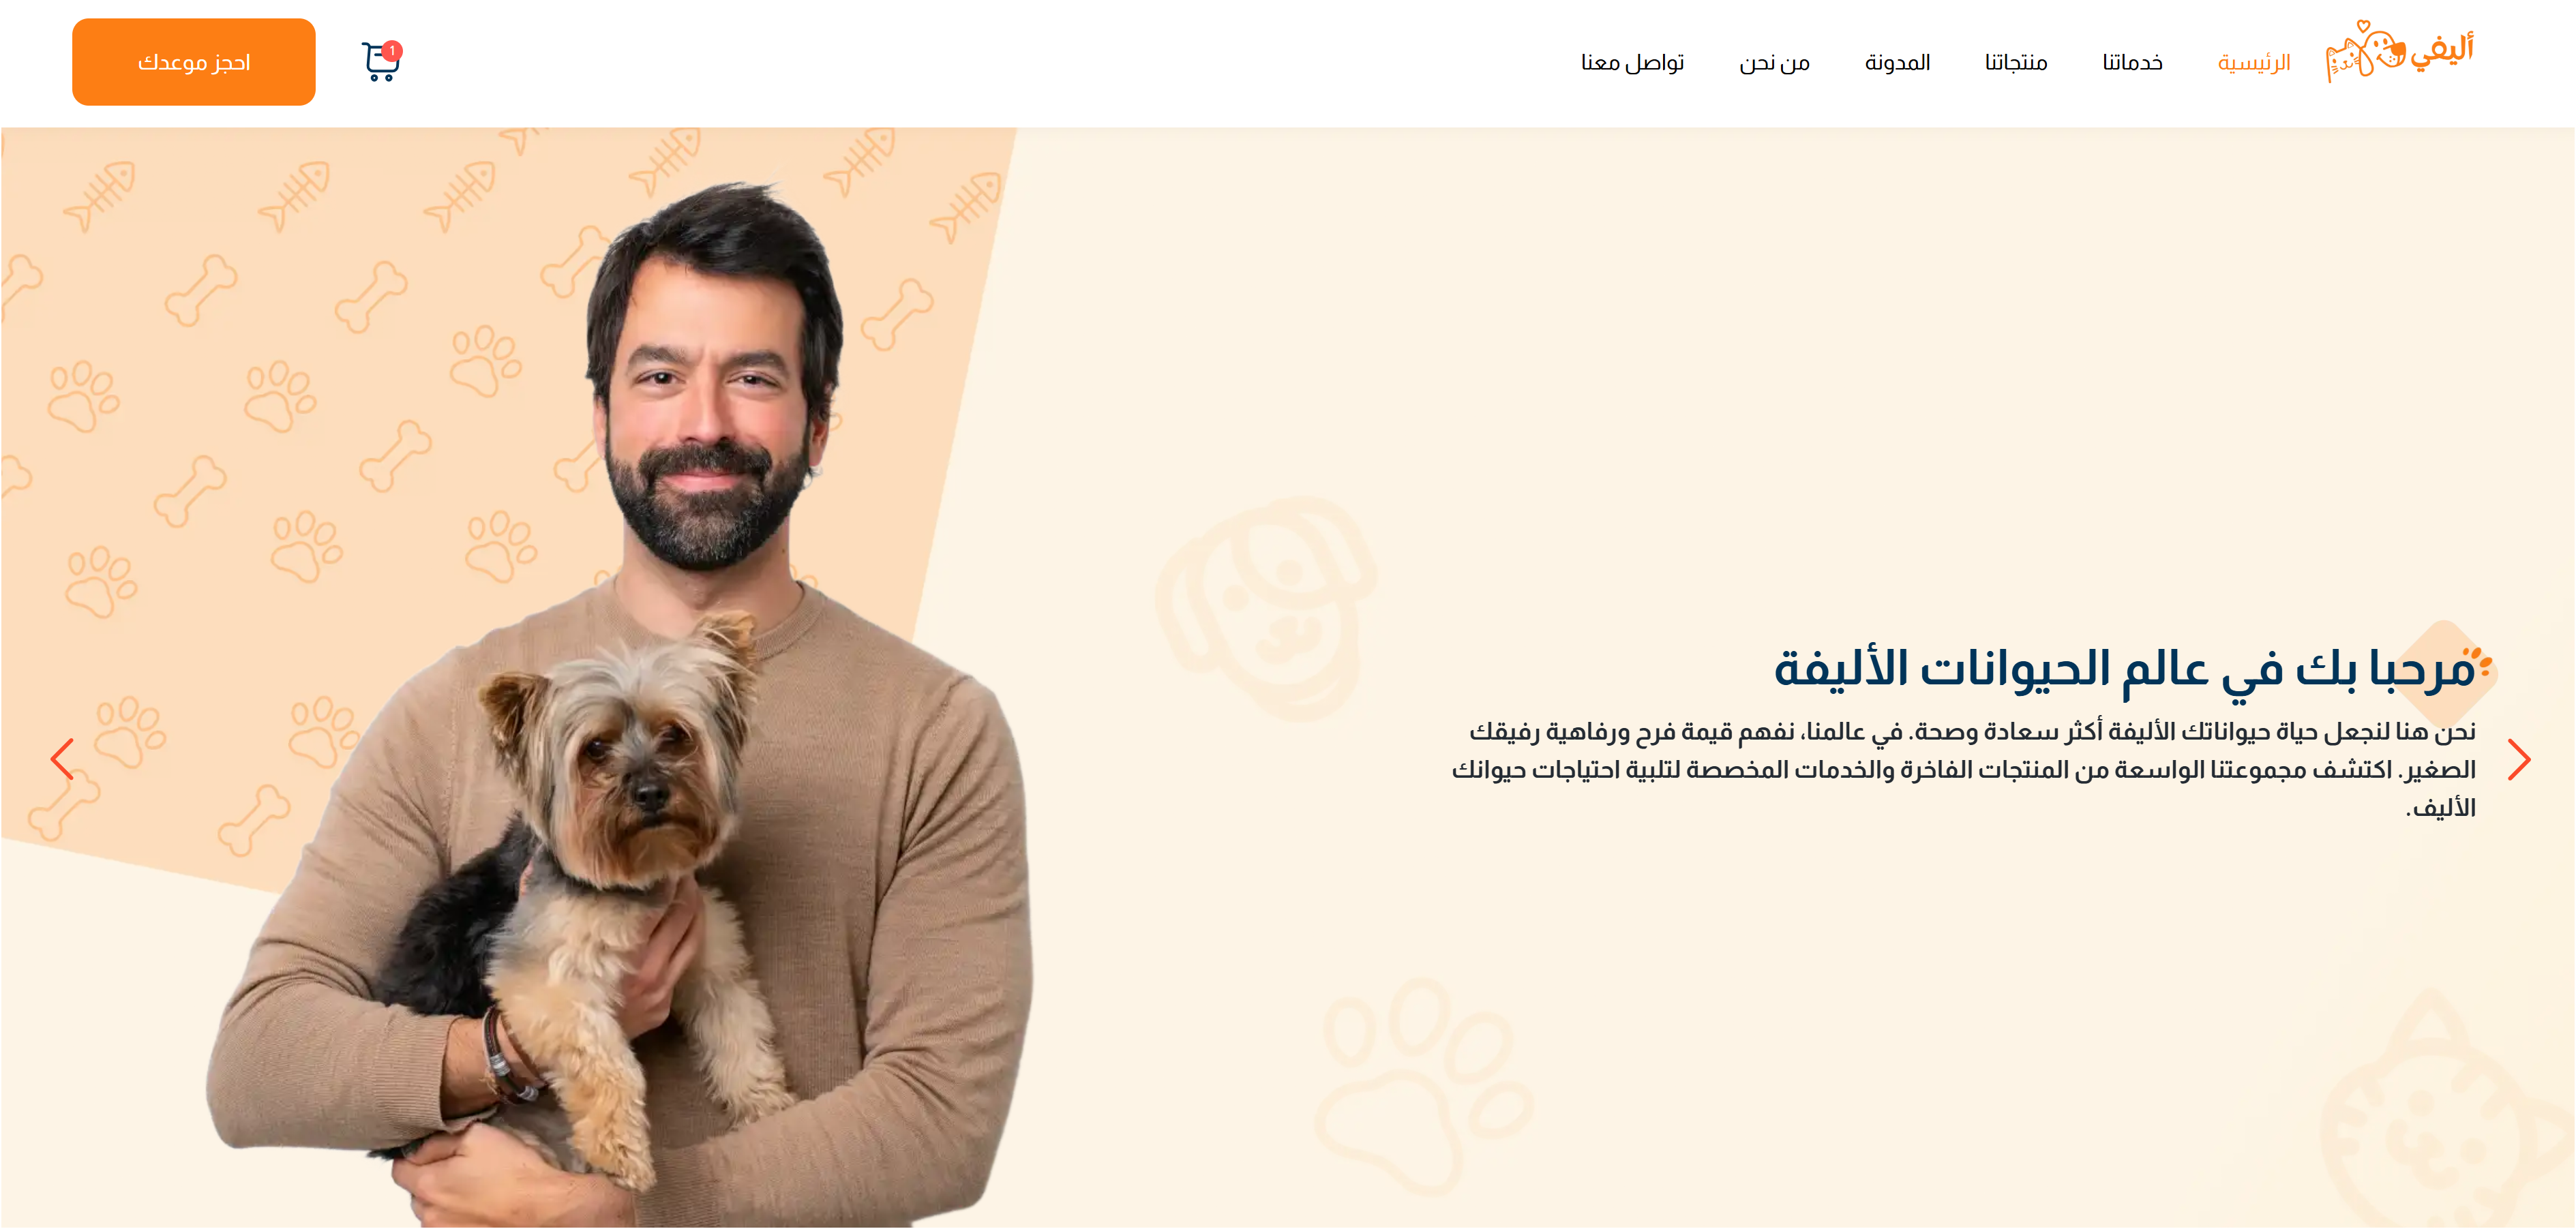 أليفي
الرئيسية
خدماتنا
منتجاتنا
المدونة
من نحن
تواصل معنا
1
احجز موعدك
مرحبا بك في عالم الحيوانات الأليفة
نحن هنا لنجعل حياة حيواناتك الأليفة أكثر سعادة وصحة. في عالمنا، نفهم قيمة فرح ورفاهية رفيقك
الصغير. اكتشف مجموعتنا الواسعة من المنتجات الفاخرة والخدمات المخصصة لتلبية احتياجات حيوانك
الأليف.